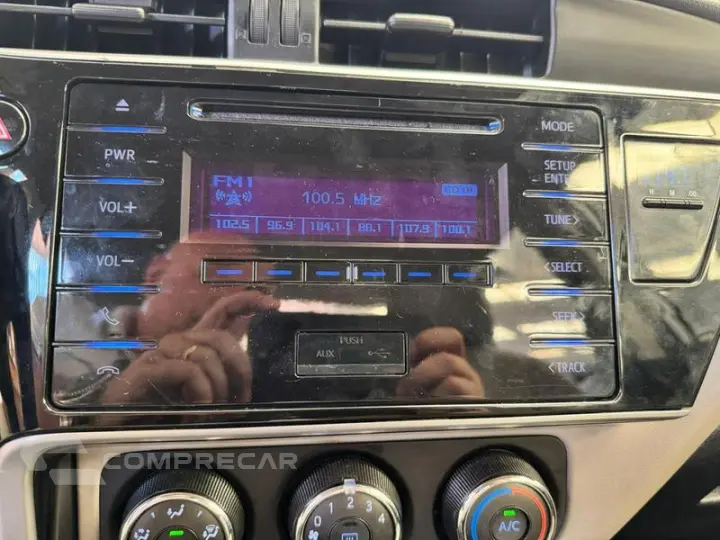 MODE
PWR
SETUP
ENTER
FM1
100.5 MHz
VOL+
TUNE>
102.5 96.9 104.1 88.1 107.9 100.1
VOL−
<SELECT
SEEK>
PUSH
AUX
<TRACK
COMPRECAR
0 1 2 3 4
A/C